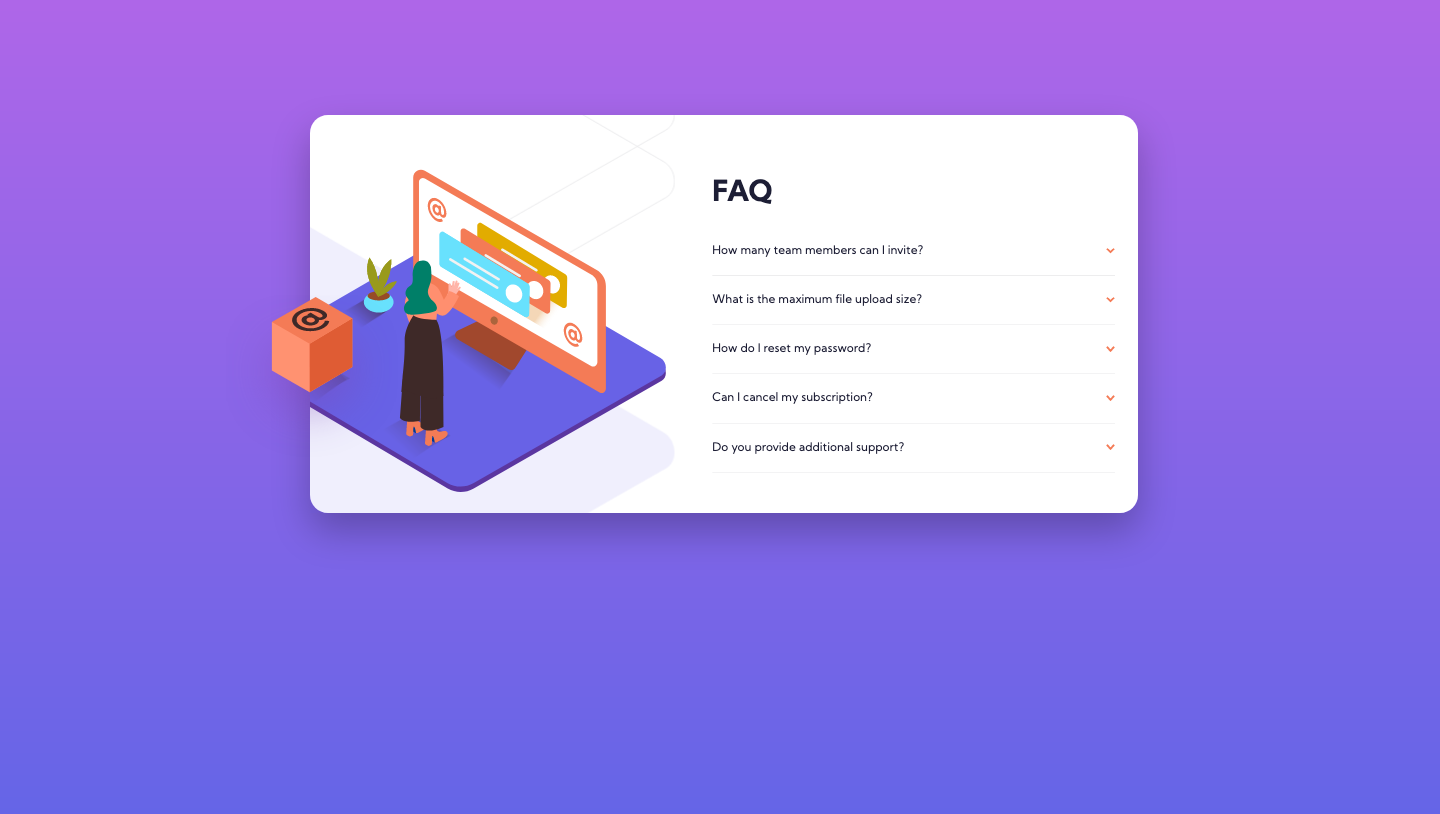 FAQ
How many team members can I invite?
What is the maximum file upload size?
How do I reset my password?
Can I cancel my subscription?
Do you provide additional support?
@
@
@